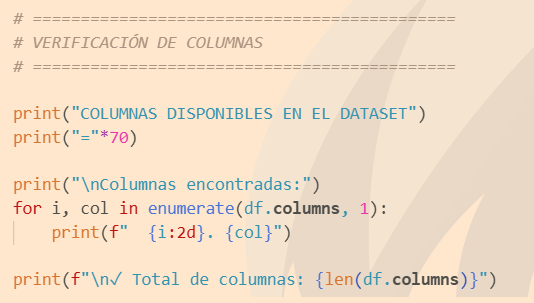 # ============================================
# VERIFICACIÓN DE COLUMNAS
# ============================================
print("COLUMNAS DISPONIBLES EN EL DATASET")
print("="*70)
print("\nColumnas encontradas:")
for i, col in enumerate(df.columns, 1):
    print(f"  {i:2d}. {col}")
print(f"\n✓ Total de columnas: {len(df.columns)}")